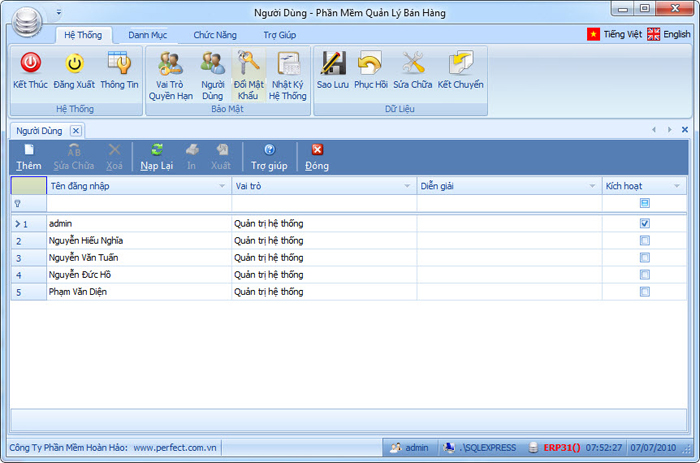 Người Dùng - Phần Mềm Quản Lý Bán Hàng
Hệ Thống Danh Mục Chức Năng Trợ Giúp Tiếng Việt English
Kết Thúc Đăng Xuất Thông Tin Vai Trò Quyền Hạn Người Dùng Đổi Mật Khẩu Nhật Ký Hệ Thống Sao Lưu Phục Hồi Sửa Chữa Kết Chuyển
Hệ Thống Bảo Mật Dữ Liệu
Người Dùng
Thêm Sửa Chữa Xoá Nạp Lại In Xuất Trợ giúp Đóng
Tên đăng nhập Vai trò Diễn giải Kích hoạt
1 admin Quản trị hệ thống
2 Nguyễn Hiếu Nghĩa Quản trị hệ thống
3 Nguyễn Văn Tuấn Quản trị hệ thống
4 Nguyễn Đức Hồ Quản trị hệ thống
5 Phạm Văn Diện Quản trị hệ thống
Công Ty Phần Mềm Hoàn Hảo: www.perfect.com.vn admin .\SQLEXPRESS ERP31() 07:52:27 07/07/2010